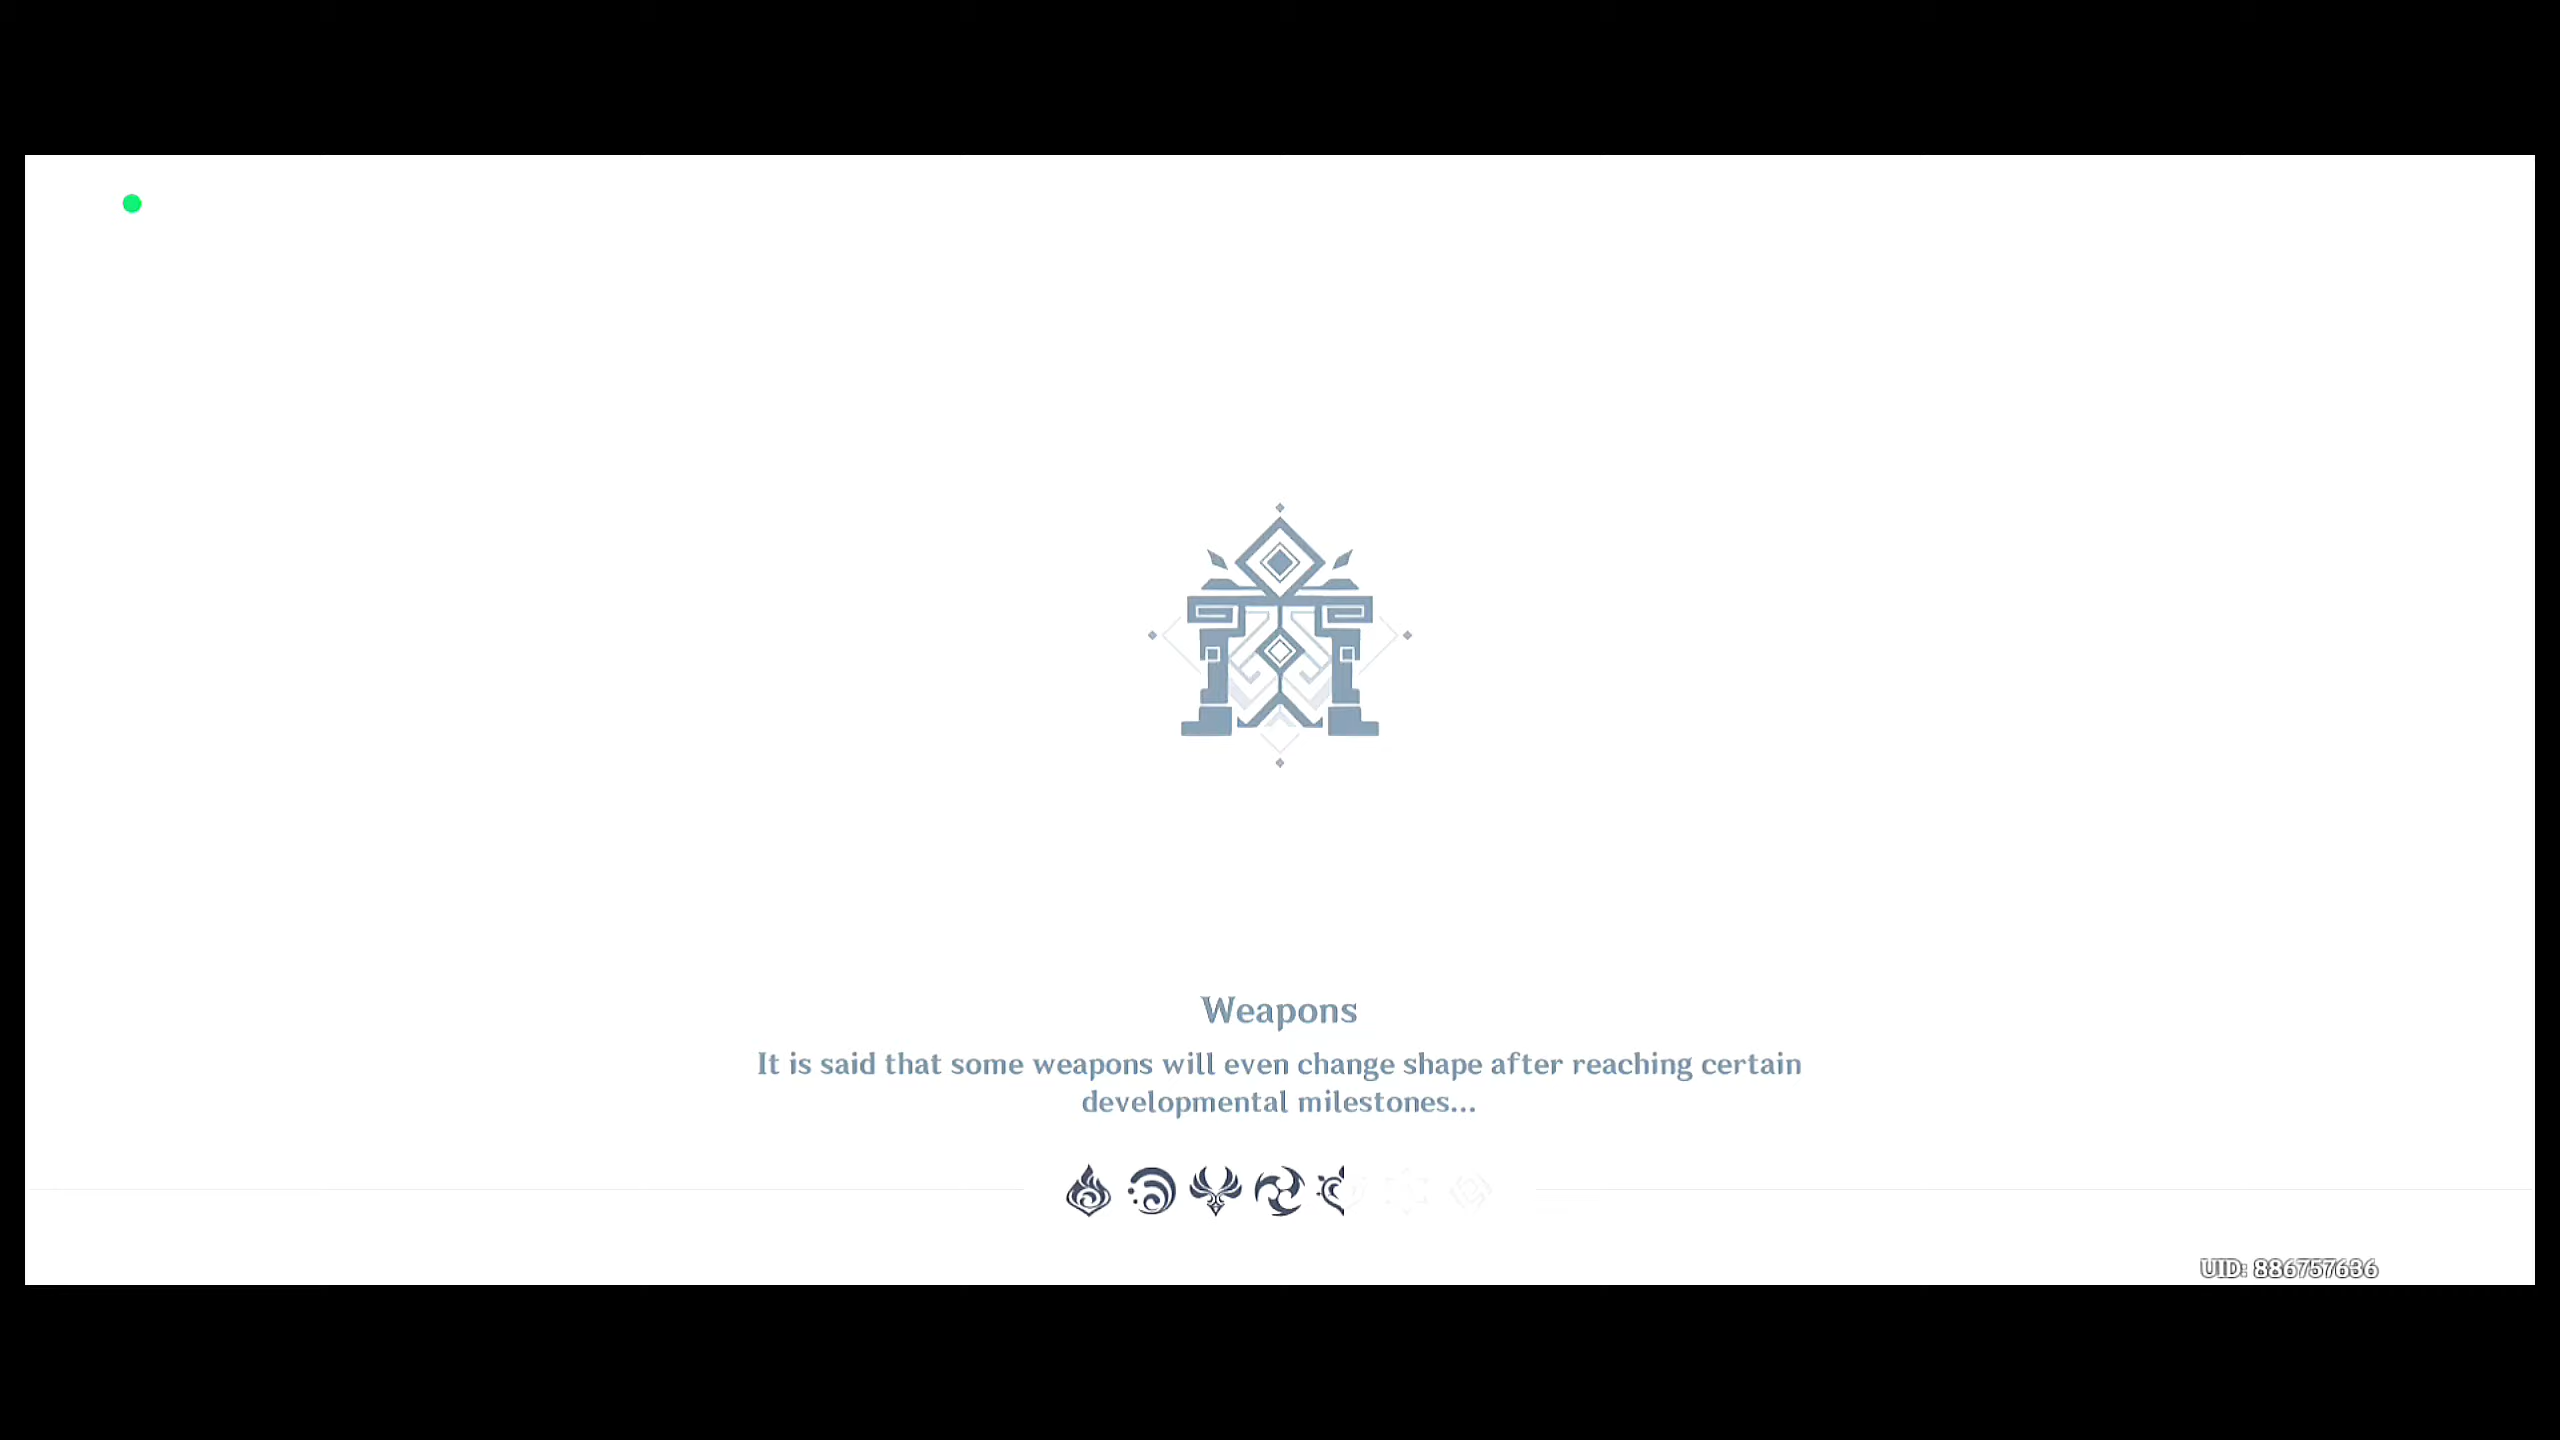 Weapons
It is said that some weapons will even change shape after reaching certain
developmental milestones...
UID: 886757636